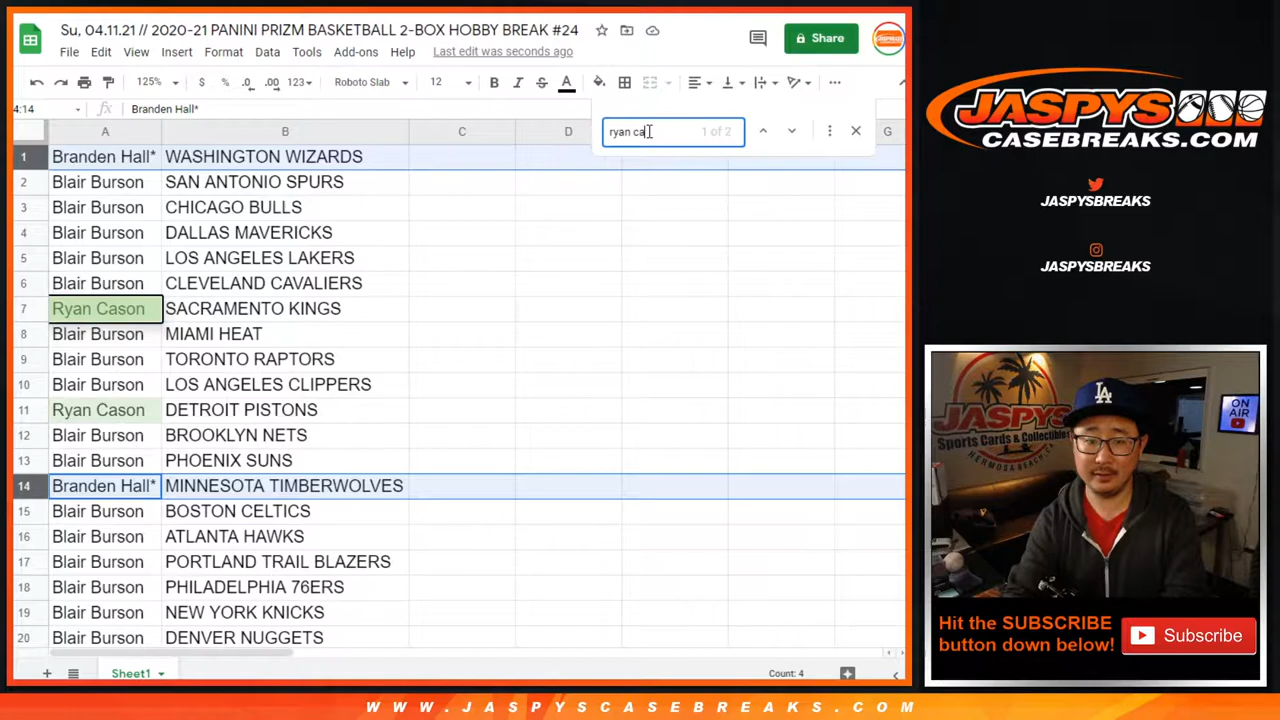 Su, 04.11.21 // 2020-21 PANINI PRIZM BASKETBALL 2-BOX HOBBY BREAK #24
Share
File Edit View Insert Format Data Tools Add-ons Help Last edit was seconds ago
125% $ % .0 .00 123 Roboto Slab 12 B I S A
4:14 fx Branden Hall*
ryan ca 1 of 2
A B C D G
1 Branden Hall* WASHINGTON WIZARDS
2 Blair Burson SAN ANTONIO SPURS
3 Blair Burson CHICAGO BULLS
4 Blair Burson DALLAS MAVERICKS
5 Blair Burson LOS ANGELES LAKERS
6 Blair Burson CLEVELAND CAVALIERS
7 Ryan Cason SACRAMENTO KINGS
8 Blair Burson MIAMI HEAT
9 Blair Burson TORONTO RAPTORS
10 Blair Burson LOS ANGELES CLIPPERS
11 Ryan Cason DETROIT PISTONS
12 Blair Burson BROOKLYN NETS
13 Blair Burson PHOENIX SUNS
14 Branden Hall* MINNESOTA TIMBERWOLVES
15 Blair Burson BOSTON CELTICS
16 Blair Burson ATLANTA HAWKS
17 Blair Burson PORTLAND TRAIL BLAZERS
18 Blair Burson PHILADELPHIA 76ERS
19 Blair Burson NEW YORK KNICKS
20 Blair Burson DENVER NUGGETS
Sheet1
Count: 4
JASPYS
CASEBREAKS.COM
JASPYSBREAKS
JASPYSBREAKS
JASPYS
Sports Cards & Collectibles
HERMOSA BEACH, CA
LA
ON
AIR
Hit the SUBSCRIBE
button down below!
Subscribe
WWW.JASPYSCASEBREAKS.COM